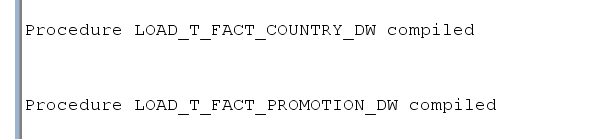 Procedure LOAD_T_FACT_COUNTRY_DW compiled
Procedure LOAD_T_FACT_PROMOTION_DW compiled